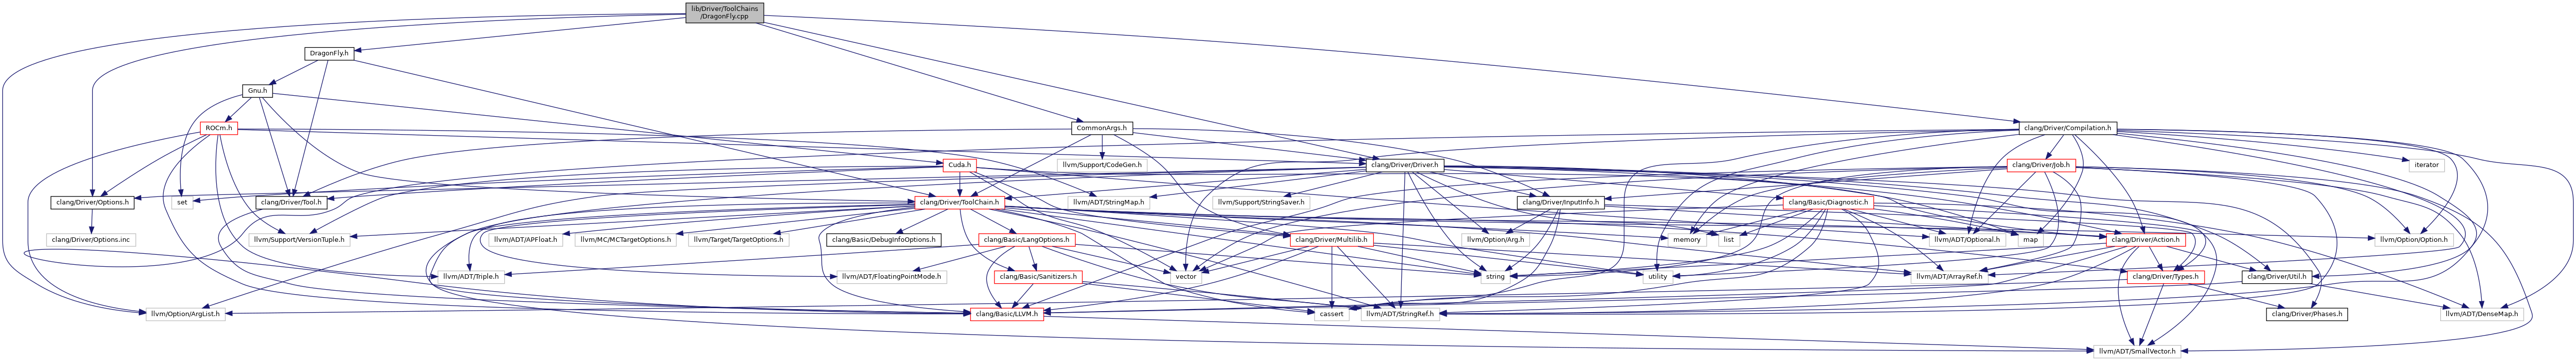 lib/Driver/ToolChains
/DragonFly.cpp
DragonFly.h
Gnu.h
ROCm.h
CommonArgs.h
clang/Driver/Compilation.h
llvm/Support/CodeGen.h
Cuda.h
clang/Driver/Driver.h
clang/Driver/Job.h
iterator
clang/Driver/Options.h
set
clang/Driver/Tool.h
clang/Driver/ToolChain.h
llvm/ADT/StringMap.h
llvm/Support/StringSaver.h
clang/Driver/InputInfo.h
clang/Basic/Diagnostic.h
clang/Driver/Options.inc
llvm/Support/VersionTuple.h
llvm/ADT/APFloat.h
llvm/MC/MCTargetOptions.h
llvm/Target/TargetOptions.h
clang/Basic/DebugInfoOptions.h
clang/Basic/LangOptions.h
clang/Driver/Multilib.h
llvm/Option/Arg.h
memory
list
llvm/ADT/Optional.h
map
clang/Driver/Action.h
llvm/Option/Option.h
llvm/ADT/Triple.h
llvm/ADT/FloatingPointMode.h
clang/Basic/Sanitizers.h
vector
string
utility
llvm/ADT/ArrayRef.h
clang/Driver/Types.h
clang/Driver/Util.h
llvm/Option/ArgList.h
clang/Basic/LLVM.h
cassert
llvm/ADT/StringRef.h
clang/Driver/Phases.h
llvm/ADT/DenseMap.h
llvm/ADT/SmallVector.h